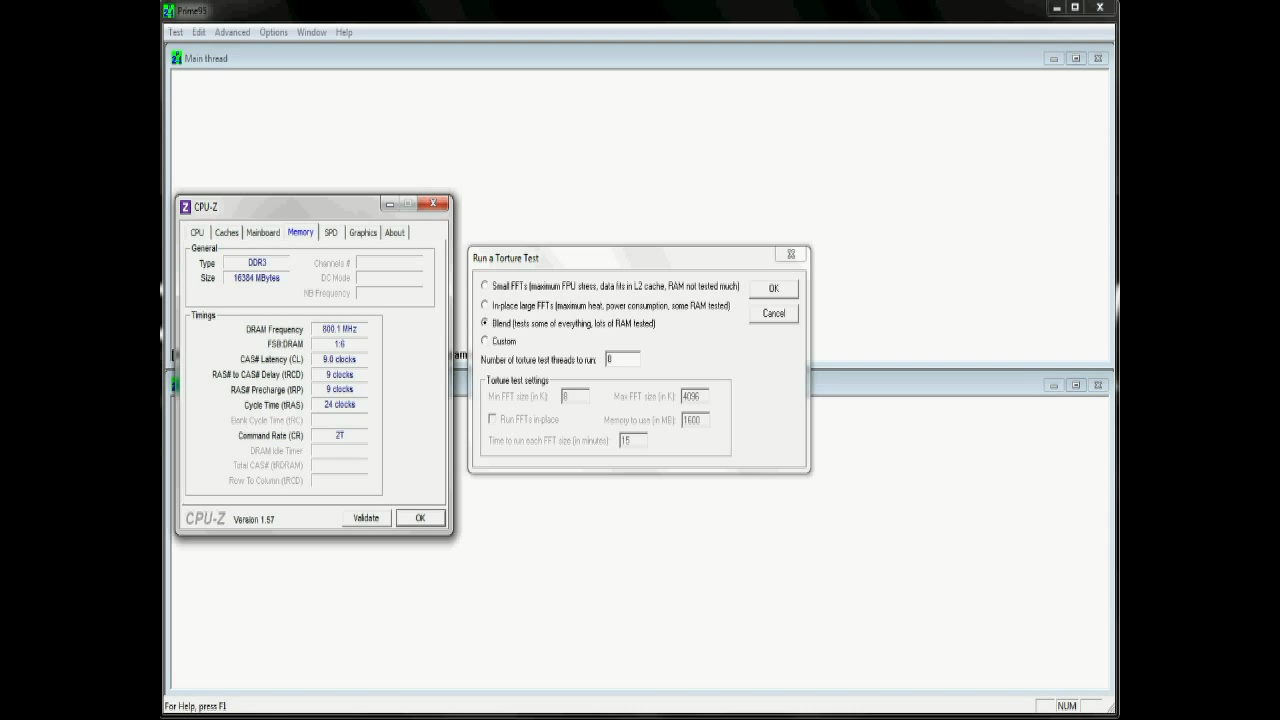 Prime95
Test Edit Advanced Options Window Help
Main thread
CPU-Z
CPU Caches Mainboard Memory SPD Graphics About
General
Type DDR3 Channels #
Size 16384 MBytes DC Mode
NB Frequency
Timings
DRAM Frequency 800.1 MHz
FSB:DRAM 1:6
CAS# Latency (CL) 9.0 clocks
RAS# to CAS# Delay (tRCD) 9 clocks
RAS# Precharge (tRP) 9 clocks
Cycle Time (tRAS) 24 clocks
Bank Cycle Time (tRC)
Command Rate (CR) 2T
DRAM Idle Timer
Total CAS# (tRDRAM)
Row To Column (tRCD)
CPU-Z Version 1.57 Validate OK
Run a Torture Test
Small FFTs (maximum FPU stress, data fits in L2 cache, RAM not tested much) OK
In-place large FFTs (maximum heat, power consumption, some RAM tested)
Cancel
Blend (tests some of everything, lots of RAM tested)
Custom
Number of torture test threads to run: 8
Torture test settings
Min FFT size (in K): 8 Max FFT size (in K): 4096
Run FFTs in-place Memory to use (in MB): 1600
Time to run each FFT size (in minutes): 15
For Help, press F1 NUM